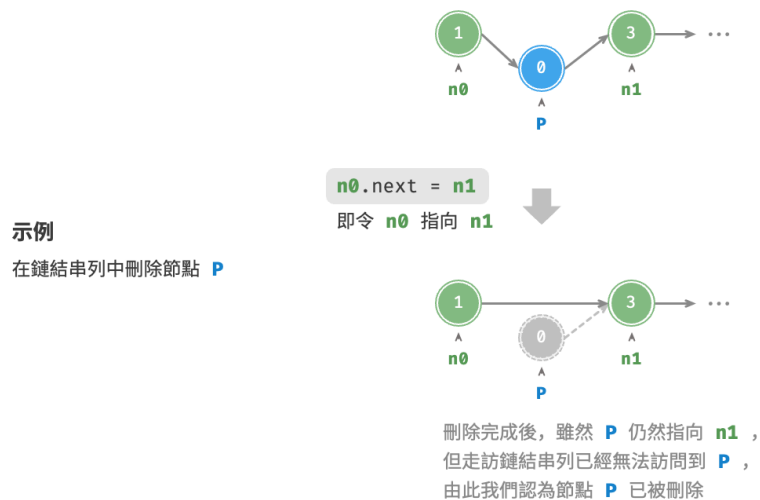 1
3
...
0
n0
n1
P
n0.next = n1
即令 n0 指向 n1
示例
在鏈結串列中刪除節點 P
1
3
...
0
n0
n1
P
刪除完成後，雖然 P 仍然指向 n1 ，
但走訪鏈結串列已經無法訪問到 P ，
由此我們認為節點 P 已被刪除